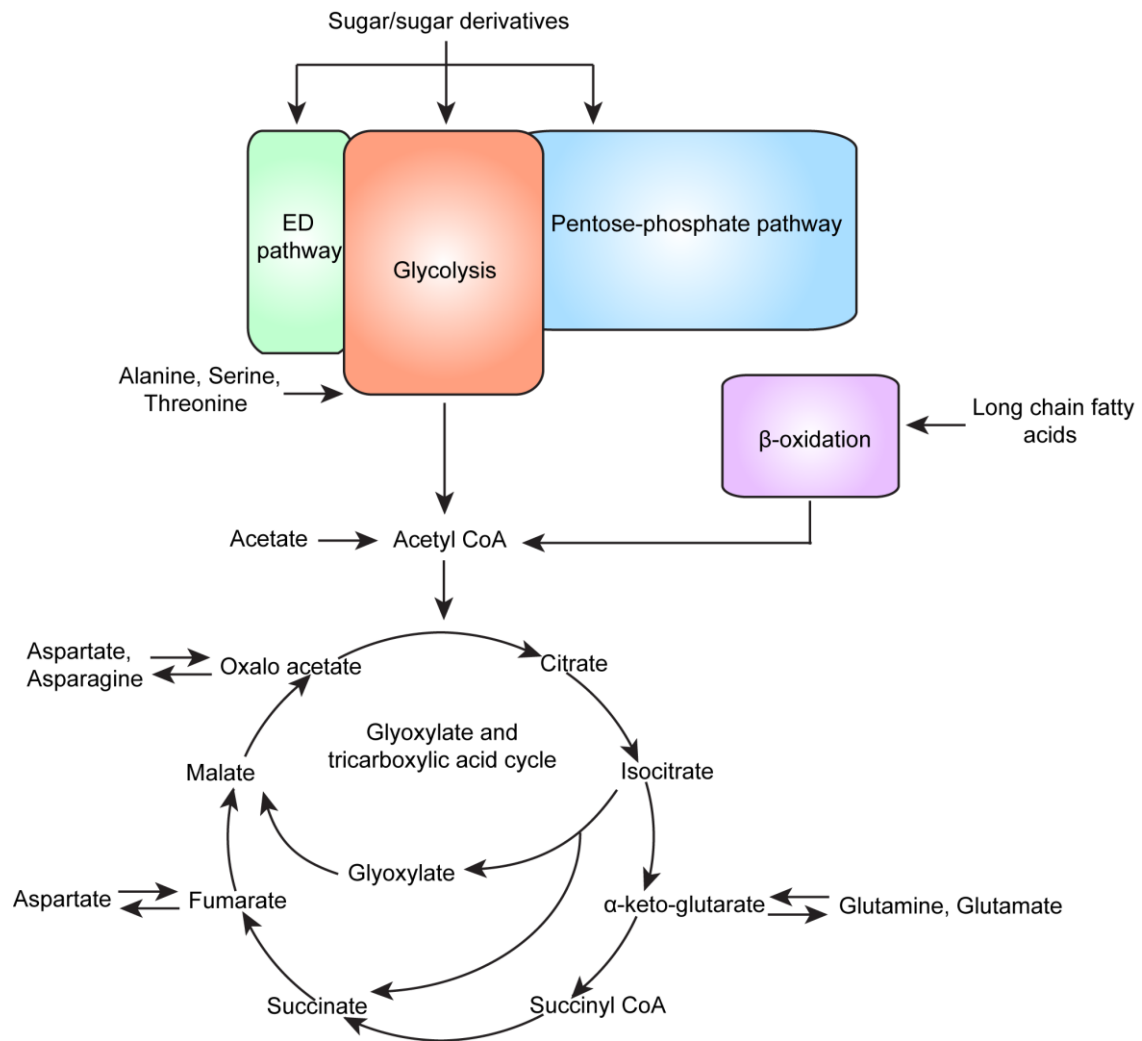 Sugar/sugar derivatives
ED
pathway
Glycolysis
Pentose-phosphate pathway
Alanine, Serine,
Threonine
β-oxidation
Long chain fatty
acids
Acetate
Acetyl CoA
Aspartate,
Asparagine
Oxalo acetate
Citrate
Glyoxylate and
tricarboxylic acid cycle
Malate
Isocitrate
Glyoxylate
Aspartate
Fumarate
α-keto-glutarate
Glutamine, Glutamate
Succinate
Succinyl CoA